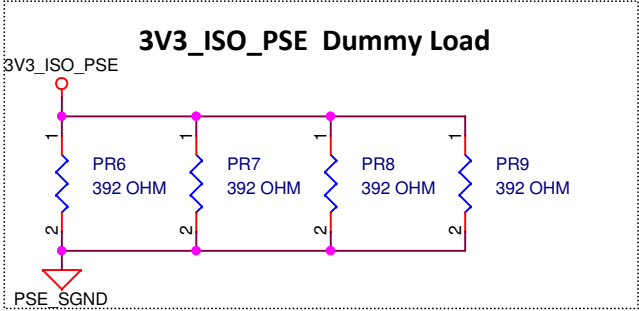 3V3_ISO_PSE Dummy Load
3V3_ISO_PSE
1 1 1 1
PR6 PR7 PR8 PR9
392 OHM 392 OHM 392 OHM 392 OHM
2 2 2 2
PSE_SGND